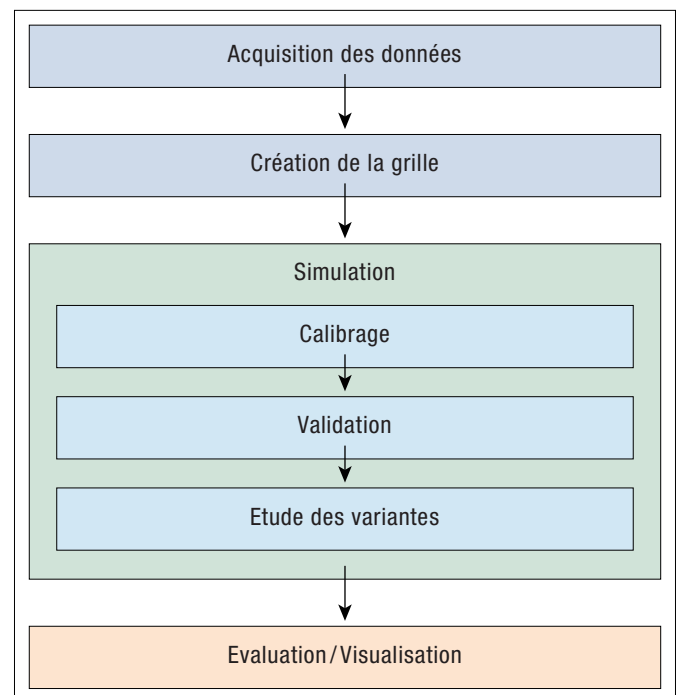 Acquisition des données
Création de la grille
Simulation
Calibrage
Validation
Etude des variantes
Evaluation/Visualisation